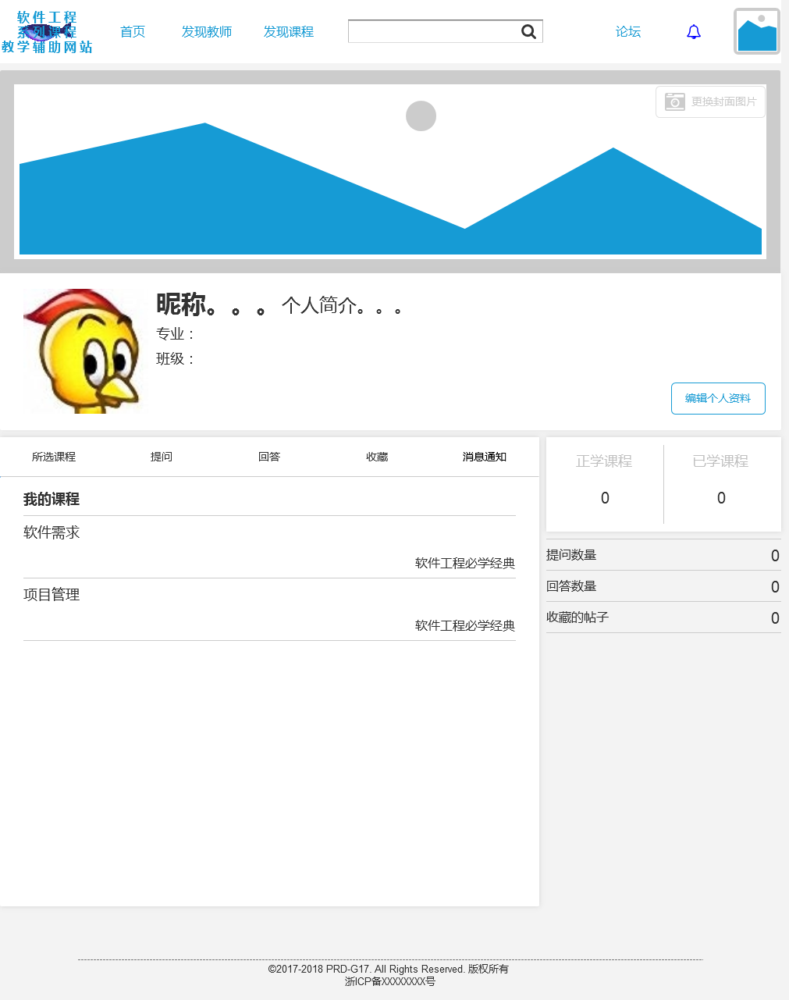 软件工程
系列课程
教学辅助网站
首页
发现教师
发现课程
论坛
更换封面图片
昵称。。。个人简介。。。
专业：
班级：
编辑个人资料
所选课程
提问
回答
收藏
消息通知
我的课程
软件需求
软件工程必学经典
项目管理
软件工程必学经典
正学课程
已学课程
0
0
提问数量 0
回答数量 0
收藏的帖子 0
©2017-2018 PRD-G17. All Rights Reserved. 版权所有
浙ICP备XXXXXXXX号